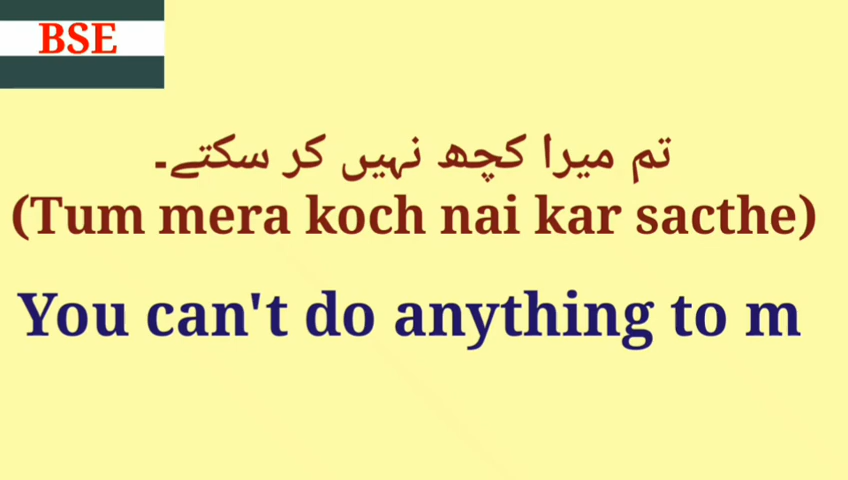 BSE
تم میرا کچھ نہیں کر سکتے۔
(Tum mera koch nai kar sacthe)
You can't do anything to m